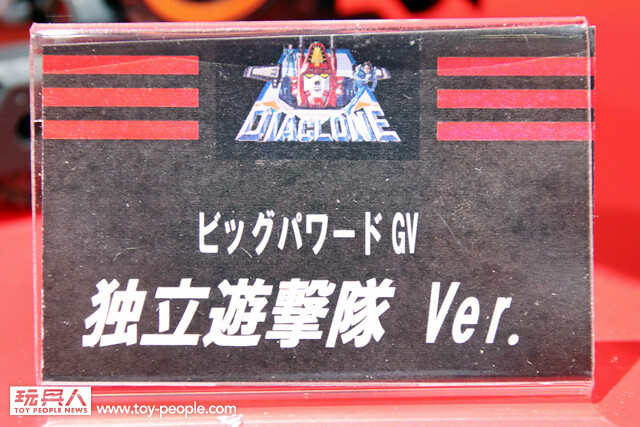 DIACLONE
ビッグパワードGV
独立遊撃隊 Ver.
玩具人
TOY PEOPLE NEWS
www.toy-people.com